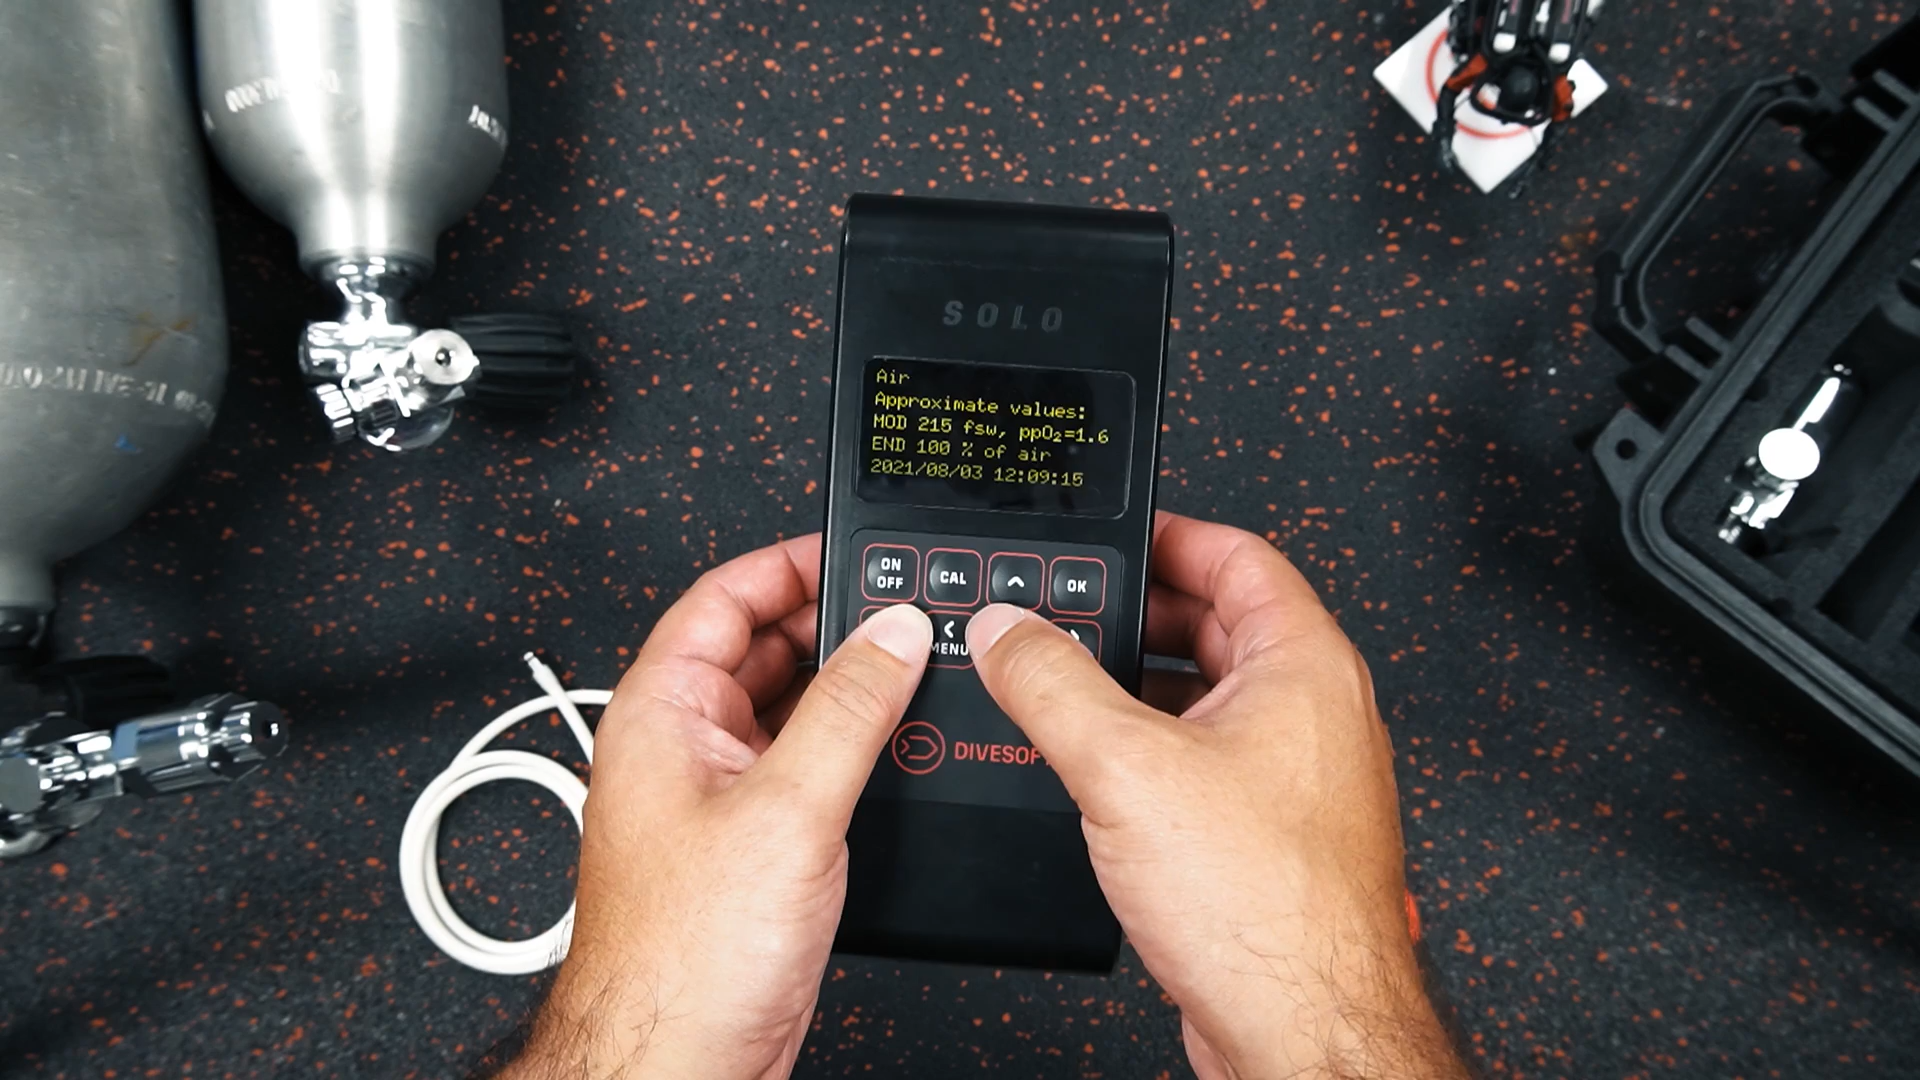 SOLO
Air
Approximate values:
MOD 215 fsw, ppO₂=1.6
END 100 % of air
2021/08/03 12:09:15
ON
OFF
CAL
OK
MENU